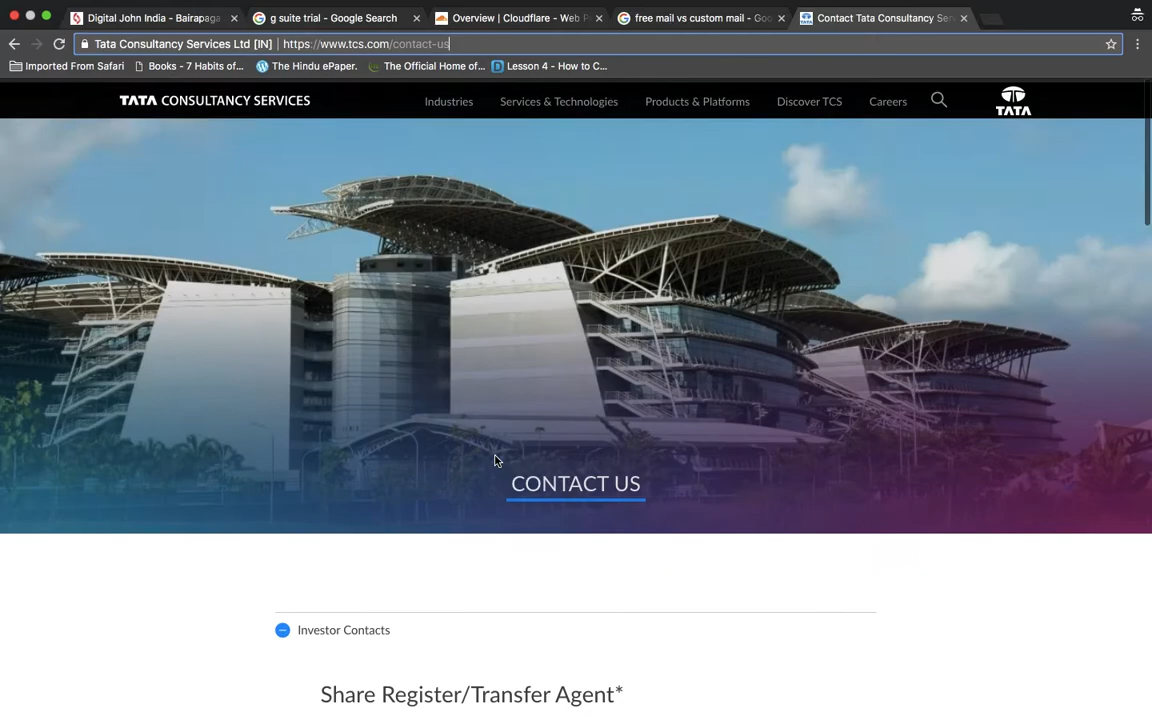 Digital John India - Bairapaga
g suite trial - Google Search
Overview | Cloudflare - Web P
free mail vs custom mail - Goo
Contact Tata Consultancy Ser
Tata Consultancy Services Ltd [IN] | https://www.tcs.com/contact-us
Imported From Safari
Books - 7 Habits of...
The Hindu ePaper.
The Official Home of...
Lesson 4 - How to C...
TATA CONSULTANCY SERVICES
Industries
Services & Technologies
Products & Platforms
Discover TCS
Careers
TATA
CONTACT US
Investor Contacts
Share Register/Transfer Agent*